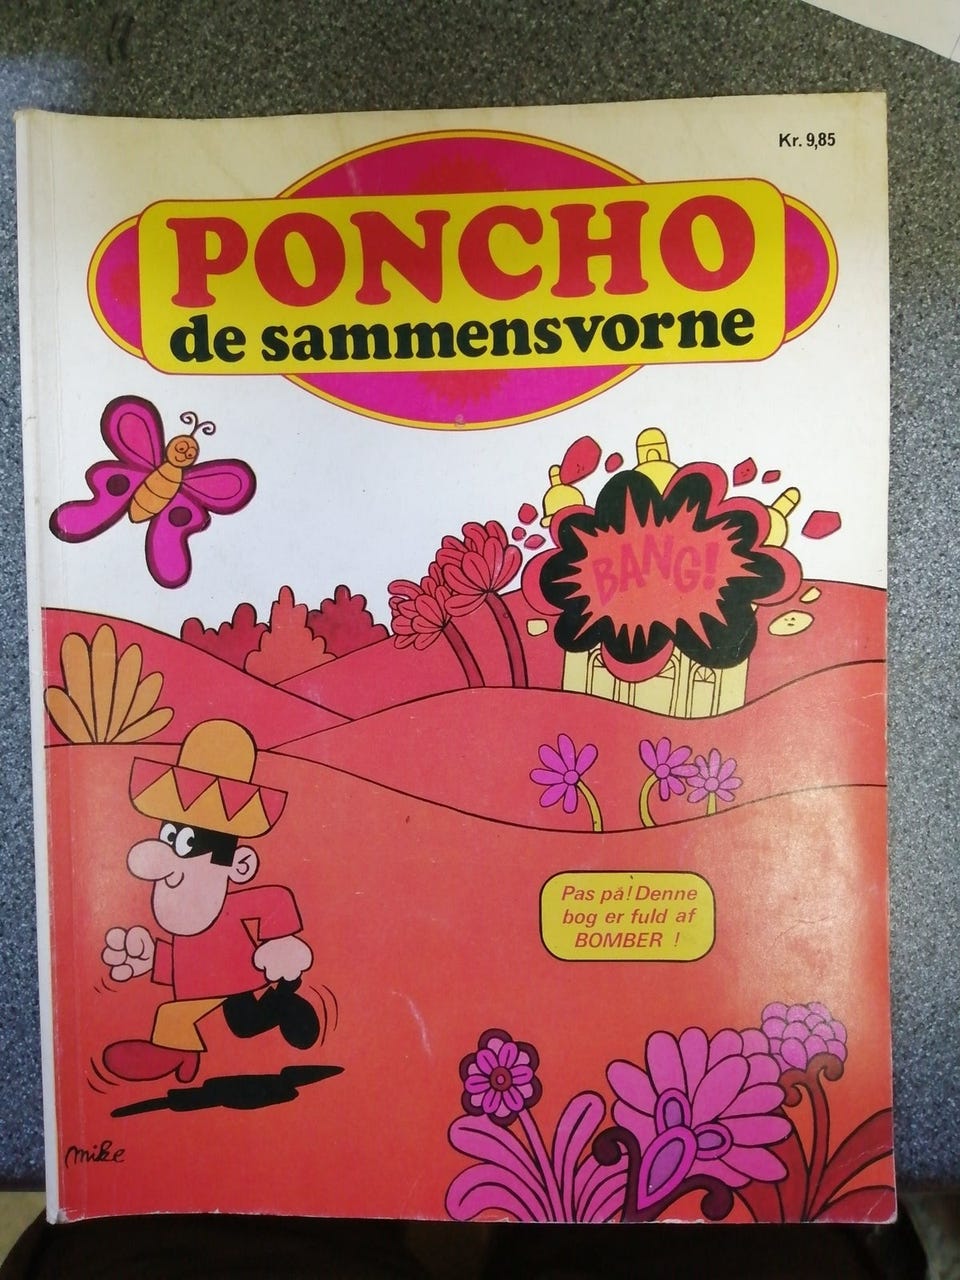 Kr. 9,85
PONCHO
de sammensvorne
BANG!
Pas på! Denne
bog er fuld af
BOMBER !
mike